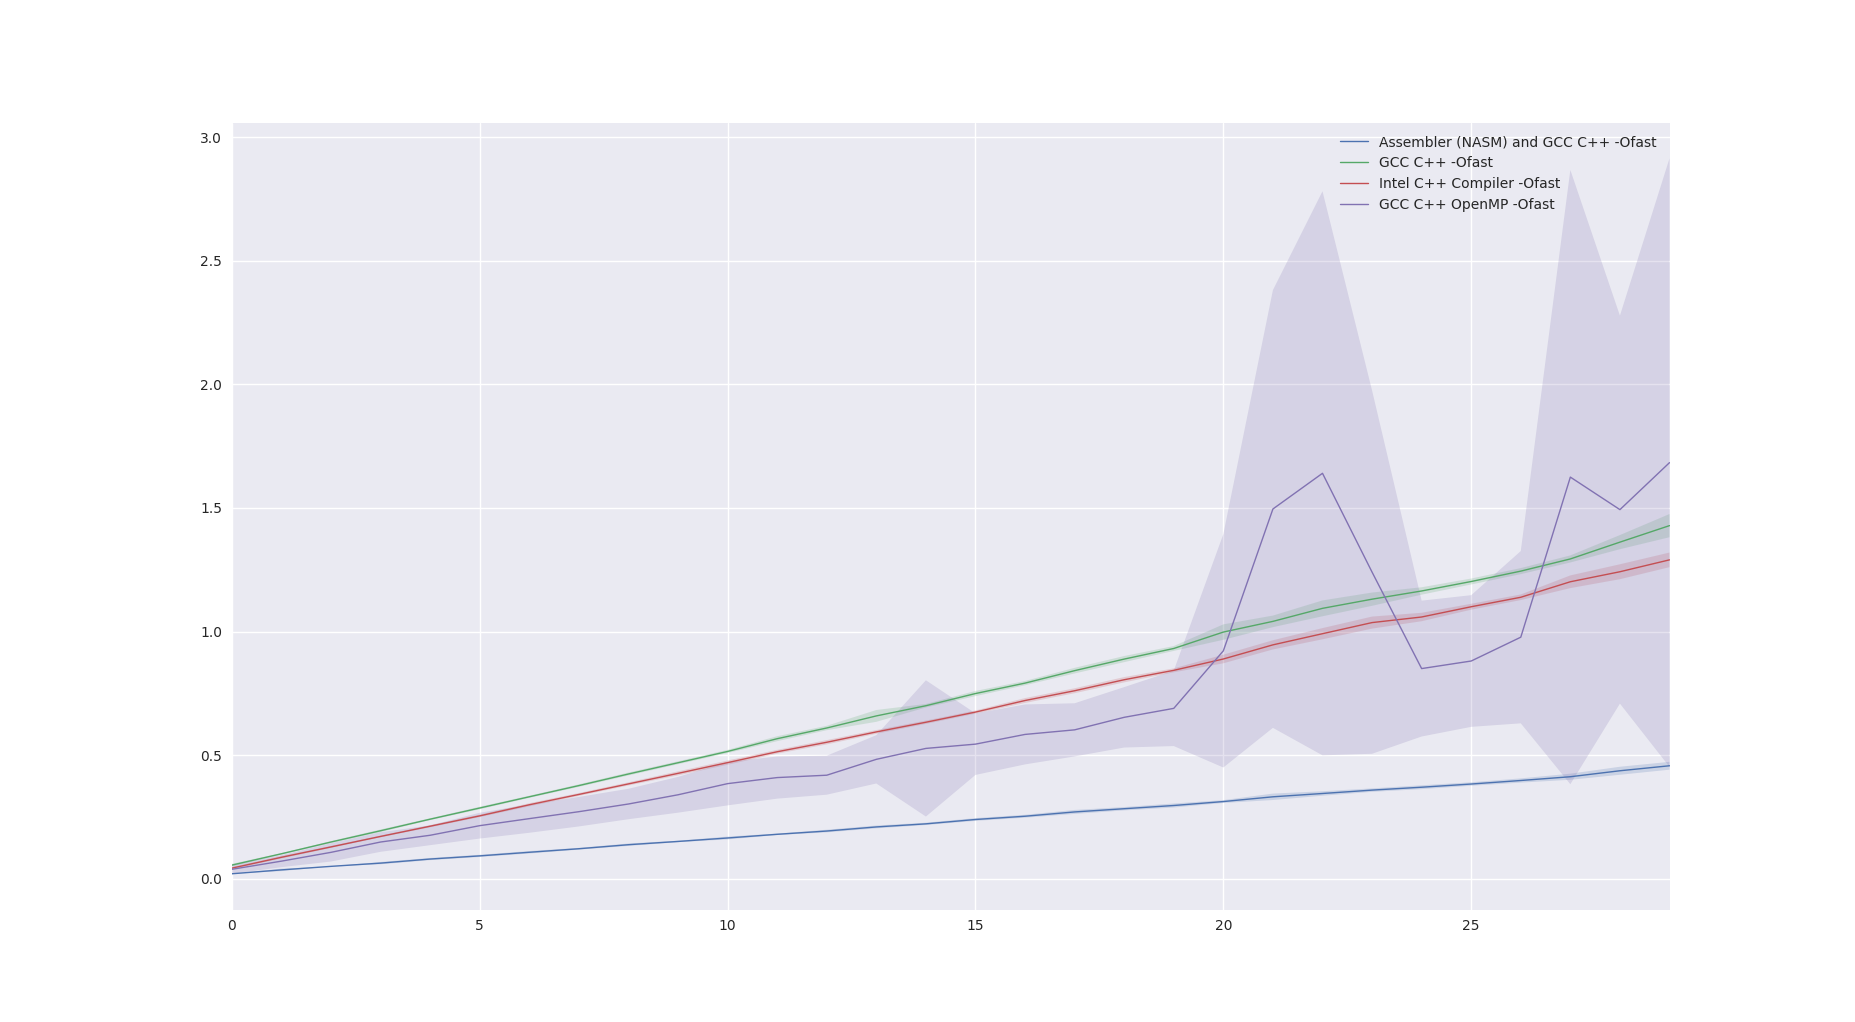 3.0
Assembler (NASM) and GCC C++ -Ofast
GCC C++ -Ofast
Intel C++ Compiler -Ofast
GCC C++ OpenMP -Ofast
2.5
2.0
1.5
1.0
0.5
0.0
0 5 10 15 20 25